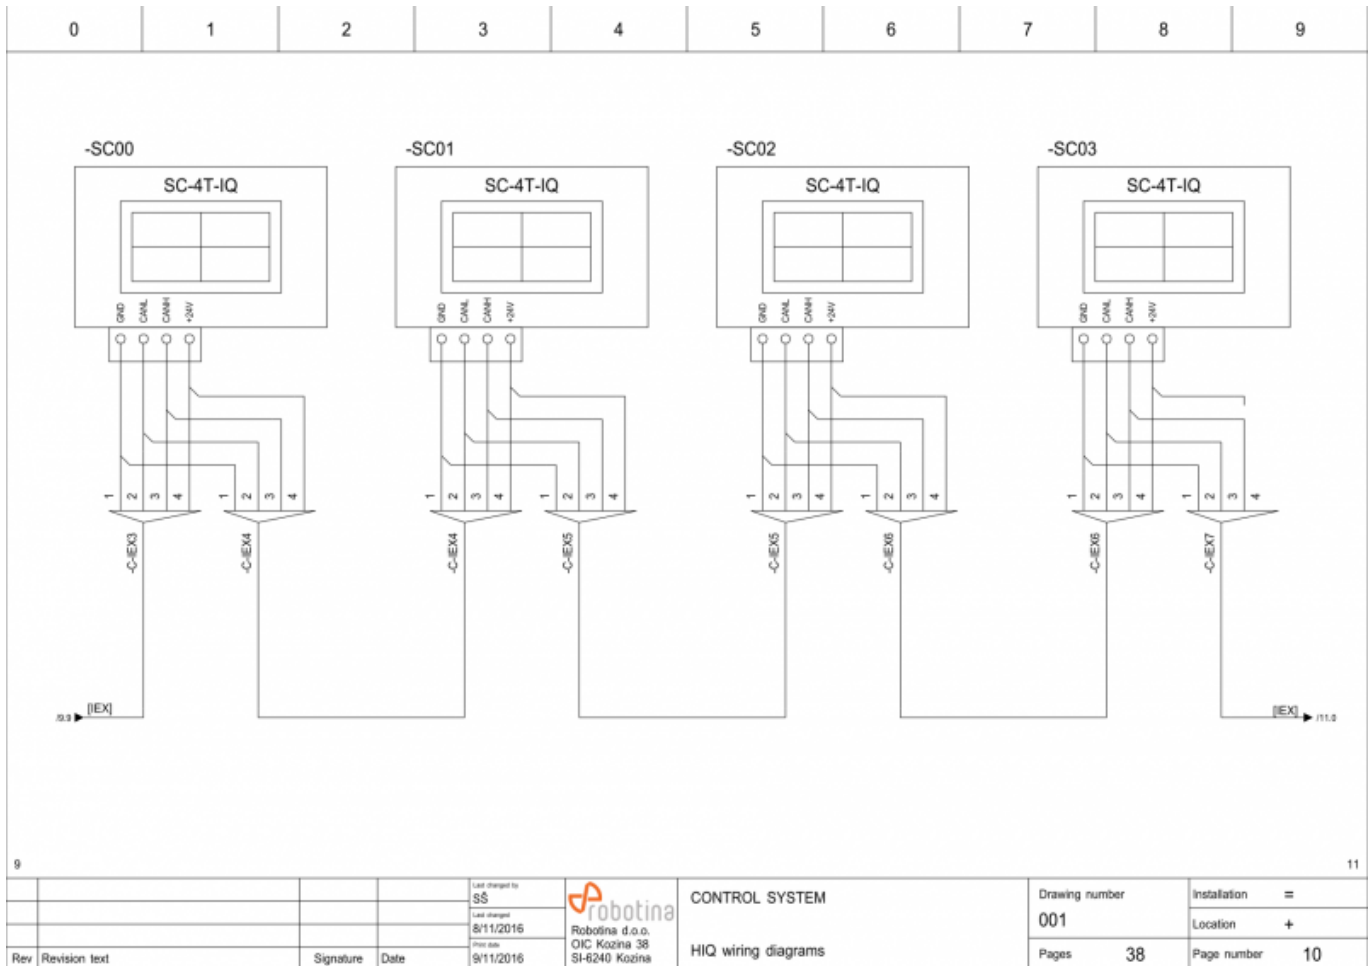 0 1 2 3 4 5 6 7 8 9
-SC00 -SC01 -SC02 -SC03
SC-4T-IQ SC-4T-IQ SC-4T-IQ SC-4T-IQ
GND CANL CANH +24V GND CANL CANH +24V GND CANL CANH +24V GND CANL CANH +24V
1 2 3 4 1 2 3 4 1 2 3 4 1 2 3 4 1 2 3 4 1 2 3 4 1 2 3 4 1 2 3 4
-C-IEX3 -C-IEX4 -C-IEX4 -C-IEX5 -C-IEX5 -C-IEX6 -C-IEX6 -C-IEX7
/9.9 [IEX] [IEX] /11.0
9 11
Last changed by
SŠ
Last changed
8/11/2016
Print date
9/11/2016
Rev Revision text Signature Date
robotina
Robotina d.o.o.
OIC Kozina 38
SI-6240 Kozina
CONTROL SYSTEM
HIQ wiring diagrams
Drawing number
001
Pages 38
Installation =
Location +
Page number 10